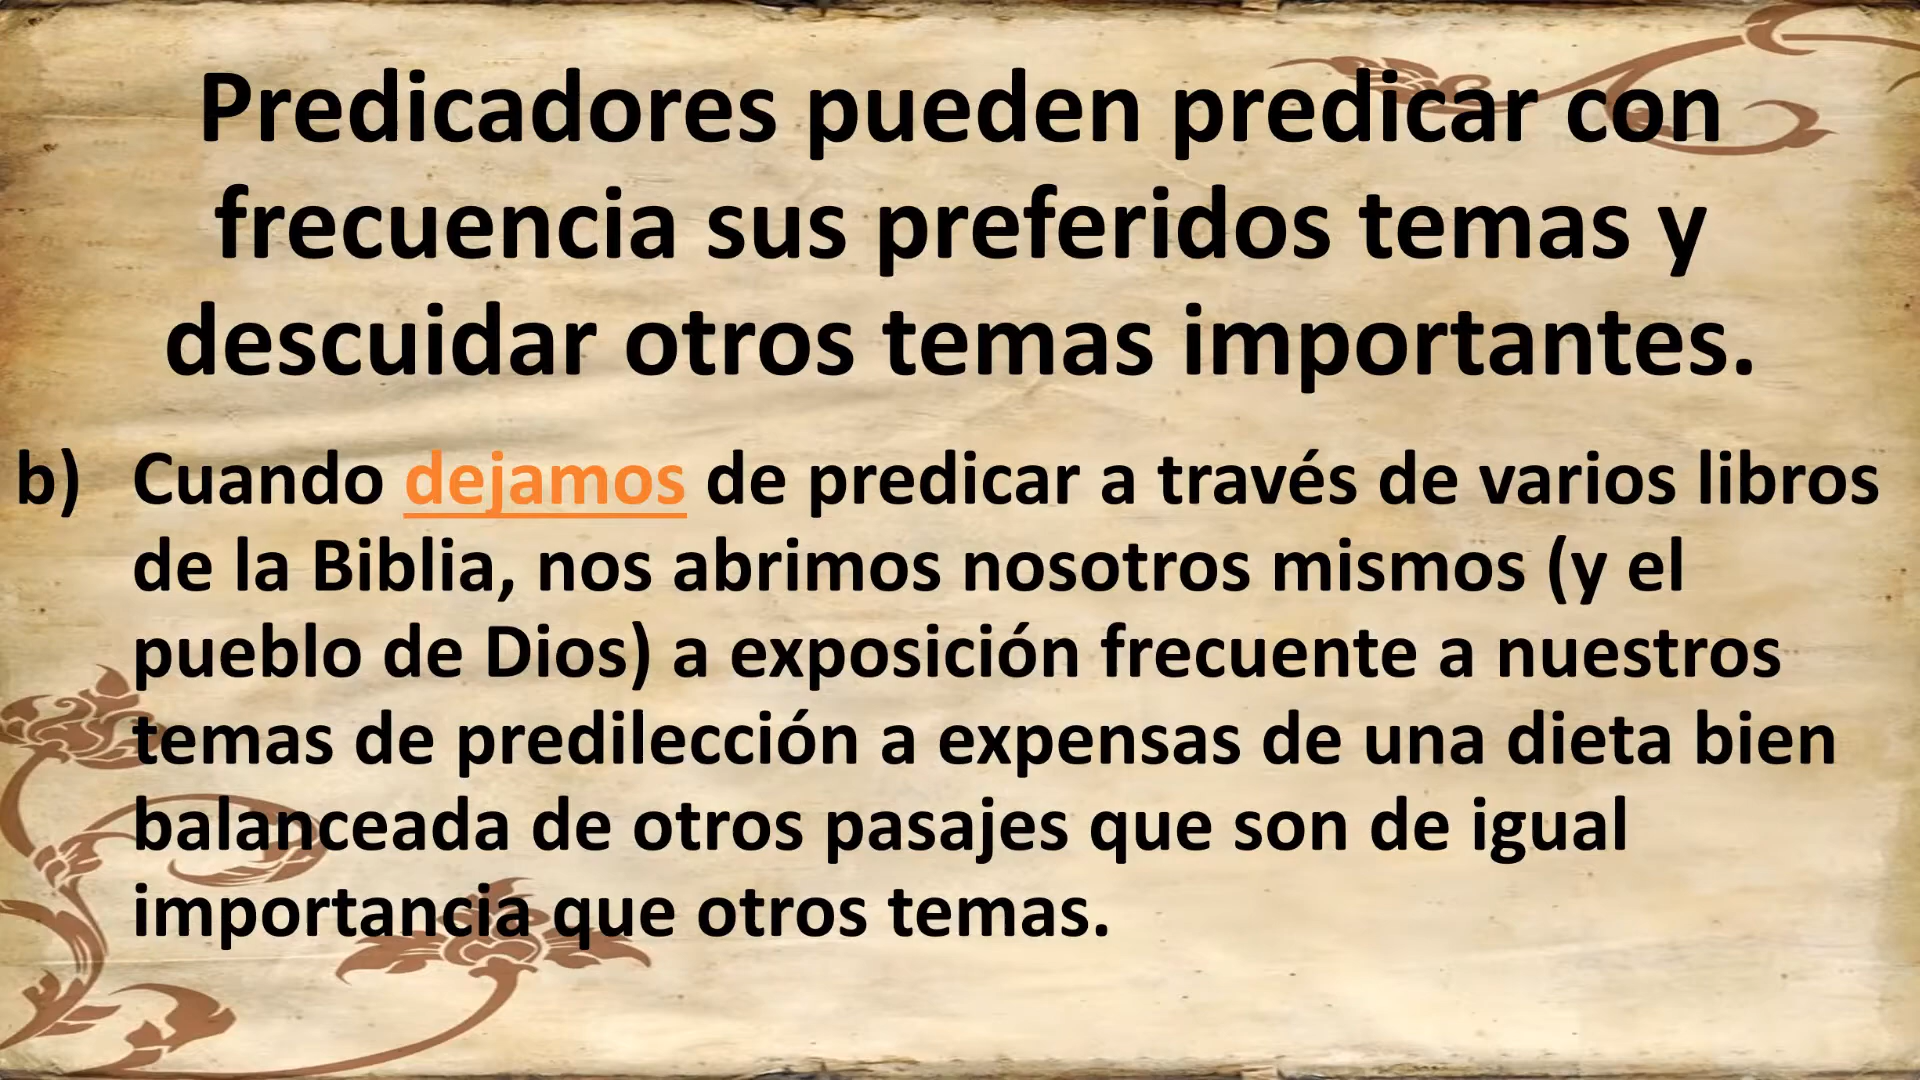 Predicadores pueden predicar con
frecuencia sus preferidos temas y
descuidar otros temas importantes.
b) Cuando dejamos de predicar a través de varios libros
de la Biblia, nos abrimos nosotros mismos (y el
pueblo de Dios) a exposición frecuente a nuestros
temas de predilección a expensas de una dieta bien
balanceada de otros pasajes que son de igual
importancia que otros temas.